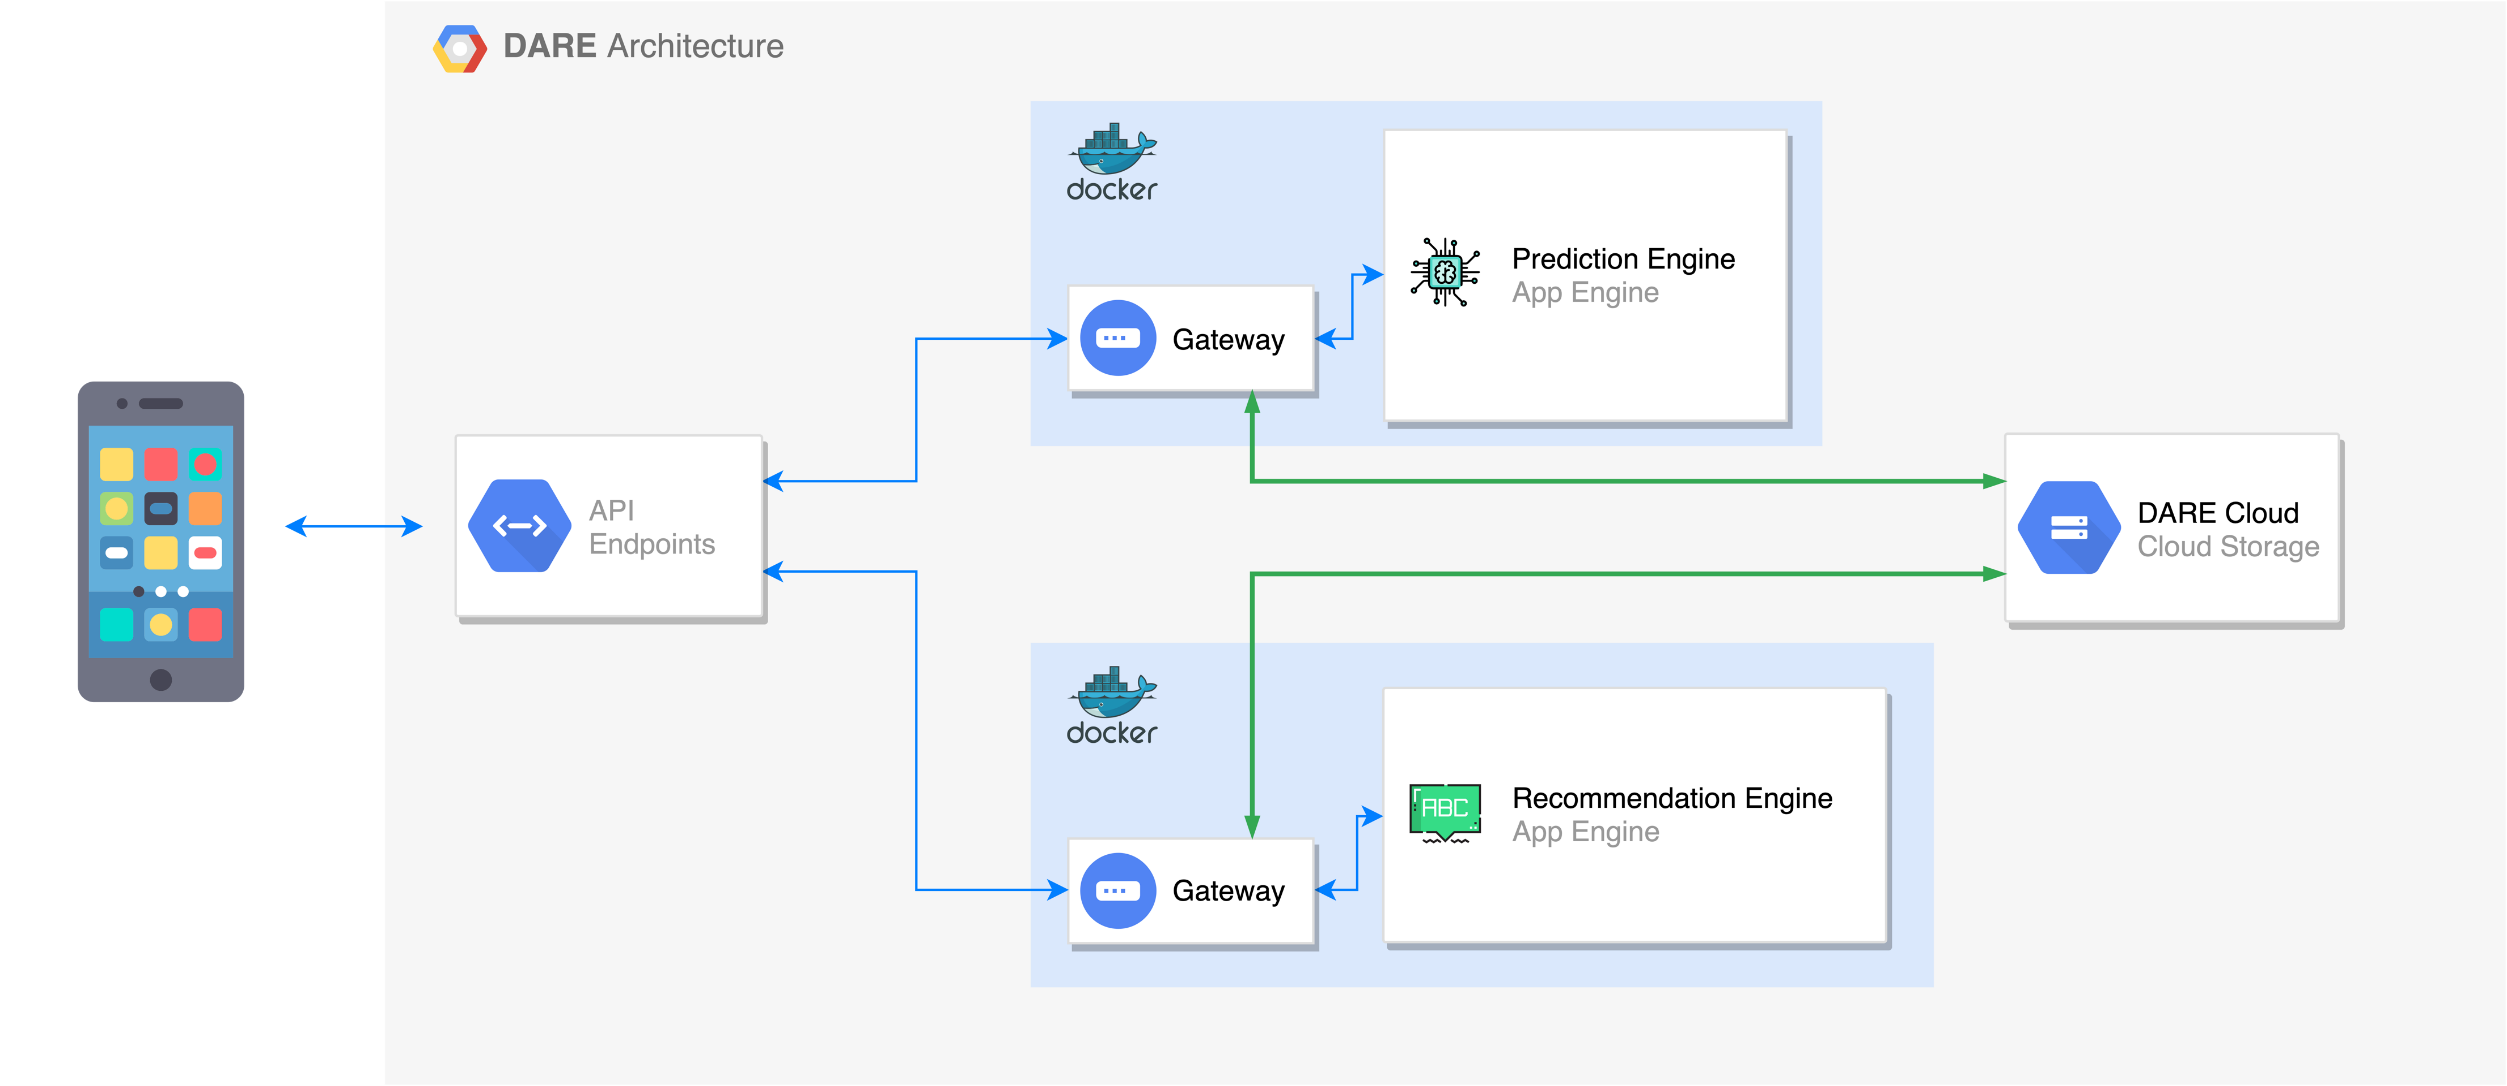 DARE Architecture
docker
Prediction Engine
App Engine
Gateway
API
Endpoints
DARE Cloud
Cloud Storage
docker
ABC
Recommendation Engine
App Engine
Gateway